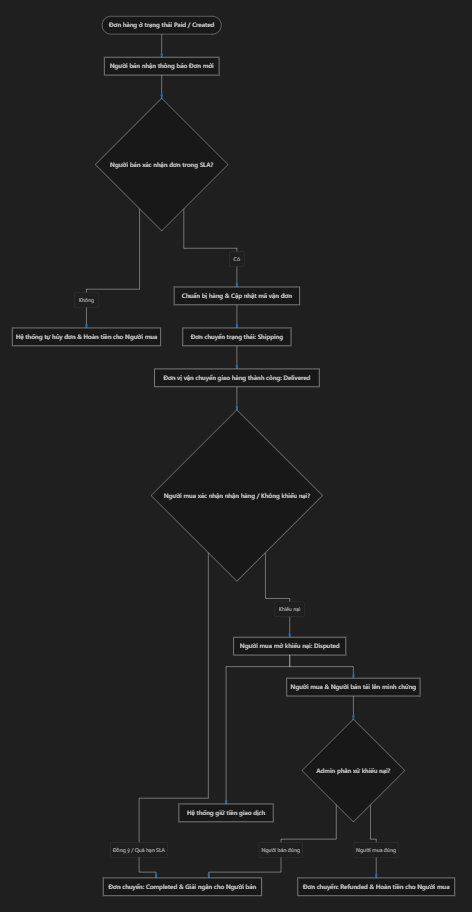 Đơn hàng ở trạng thái Paid / Created
Người bán nhận thông báo Đơn mới
Người bán xác nhận đơn trong SLA?
Có
Chuẩn bị hàng & Cập nhật mã vận đơn
Không
Hệ thống tự hủy đơn & Hoàn tiền cho Người mua
Đơn chuyển trạng thái: Shipping
Đơn vị vận chuyển giao hàng thành công: Delivered
Người mua xác nhận nhận hàng / Không khiếu nại?
Khiếu nại
Người mua mở khiếu nại: Disputed
Người mua & Người bán tải lên minh chứng
Admin phân xử khiếu nại?
Hệ thống giữ tiền giao dịch
Đồng ý / Quá hạn SLA
Người bán đúng
Người mua đúng
Đơn chuyển: Completed & Giải ngân cho Người bán
Đơn chuyển: Refunded & Hoàn tiền cho Người mua